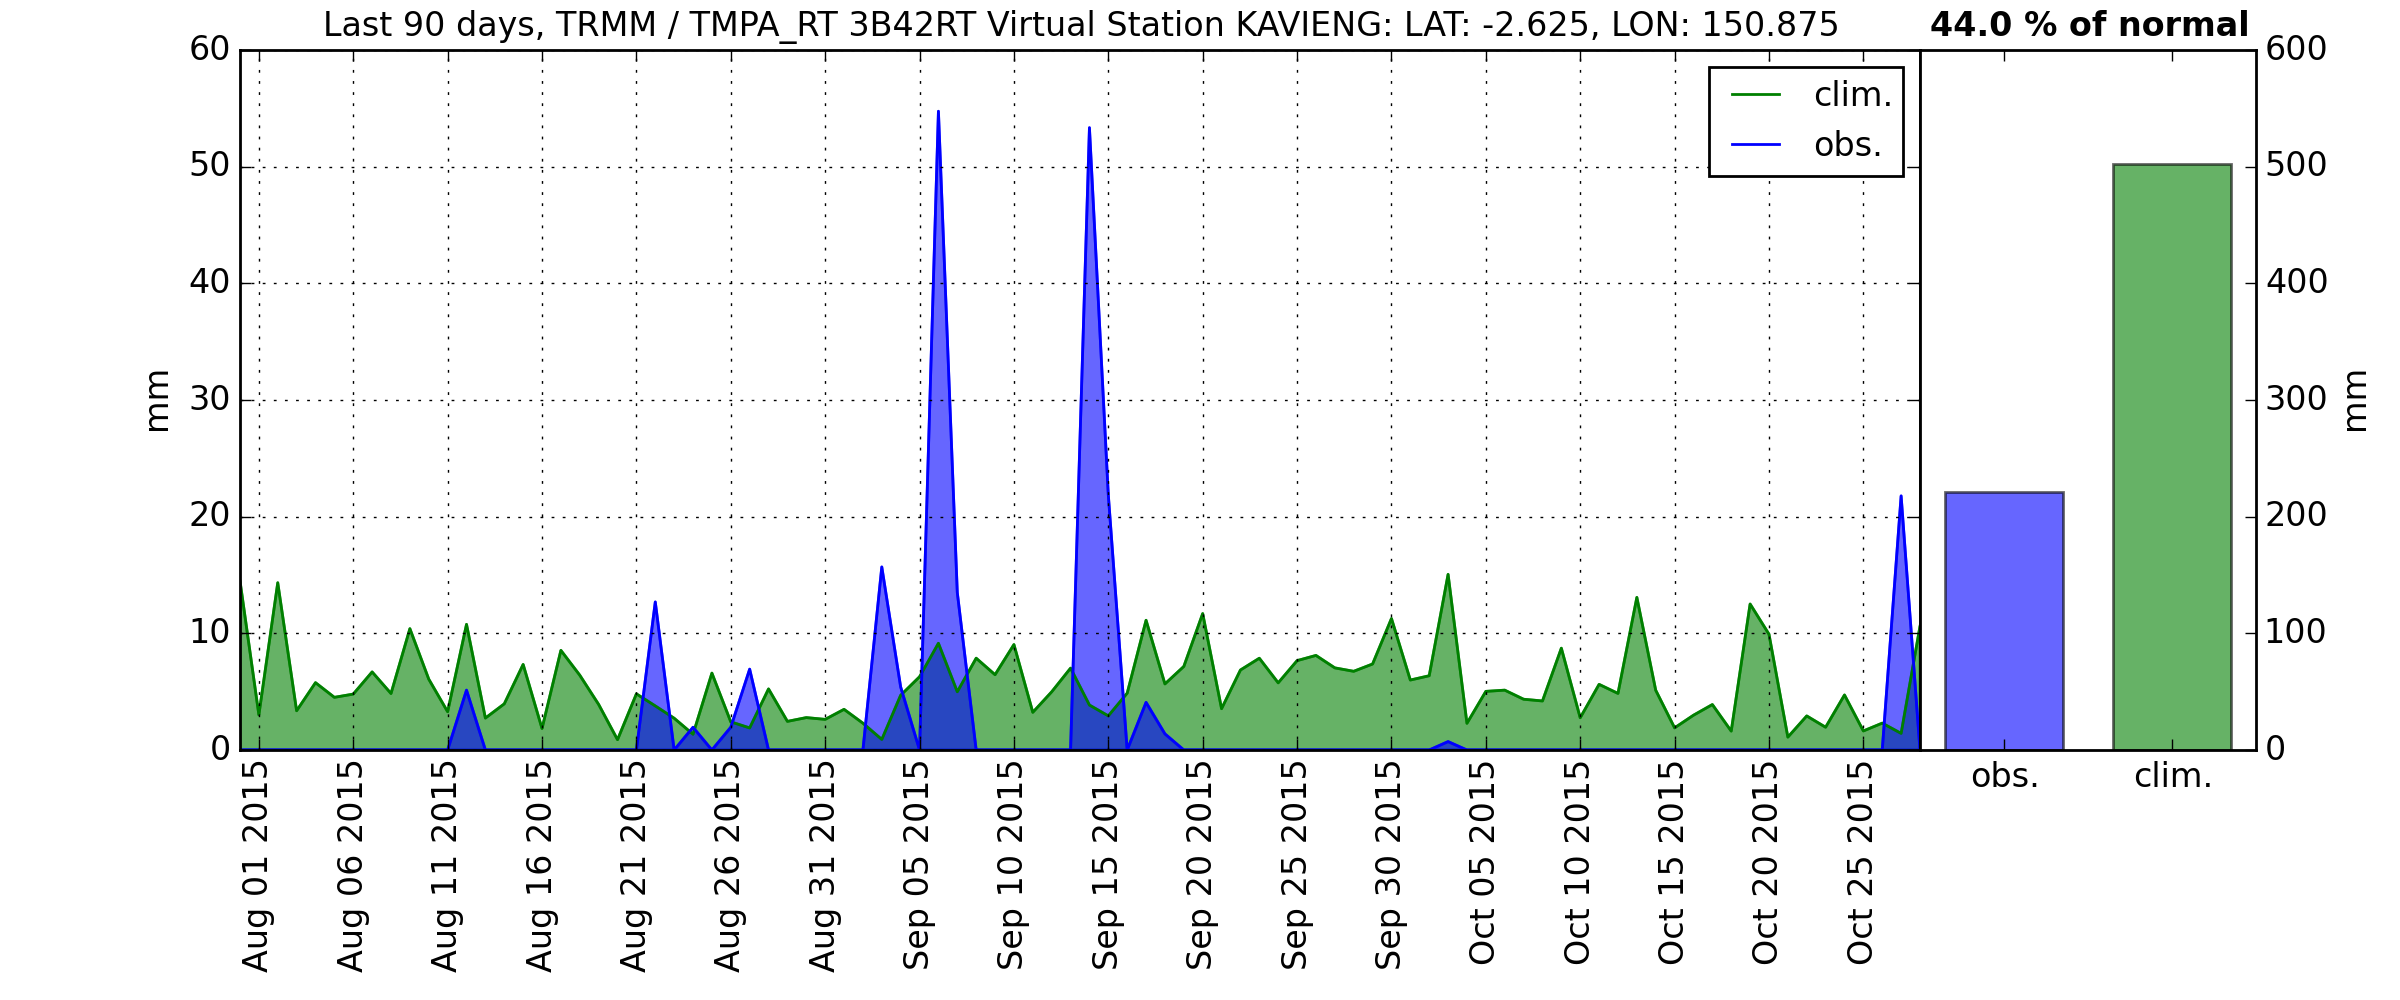 Last 90 days, TRMM / TMPA_RT 3B42RT Virtual Station KAVIENG: LAT: -2.625, LON: 150.875
44.0 % of normal
60
50
40
30
20
10
0
mm
clim.
obs.
600
500
400
300
200
100
0
mm
Aug 01 2015
Aug 06 2015
Aug 11 2015
Aug 16 2015
Aug 21 2015
Aug 26 2015
Aug 31 2015
Sep 05 2015
Sep 10 2015
Sep 15 2015
Sep 20 2015
Sep 25 2015
Sep 30 2015
Oct 05 2015
Oct 10 2015
Oct 15 2015
Oct 20 2015
Oct 25 2015
obs.
clim.